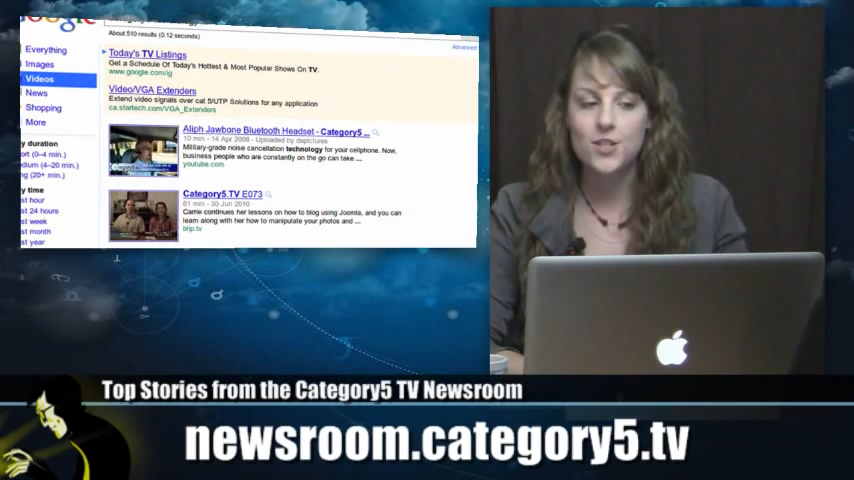 Google
About 510 results (0.12 seconds)
Advanced
Everything
Images
Videos
News
Shopping
More
y duration
ort (0–4 min.)
dium (4–20 min.)
ng (20+ min.)
y time
st hour
st 24 hours
st week
st month
st year
Today's TV Listings
Get a Schedule Of Today's Hottest & Most Popular Shows On TV.
www.google.com/ig
Video/VGA Extenders
Extend video signals over cat 5/UTP Solutions for any application
ca.startech.com/VGA_Extenders
Aliph Jawbone Bluetooth Headset - Category5 ...
10 min - 14 Apr 2008 - Uploaded by dapictures
Military-grade noise cancellation technology for your cellphone. Now,
business people who are constantly on the go can take ...
youtube.com
Category5.TV E073
61 min - 30 Jun 2010
Carrie continues her lessons on how to blog using Joomla, and you can
learn along with her how to manipulate your photos and ...
blip.tv
Top Stories from the Category5 TV Newsroom
newsroom.category5.tv